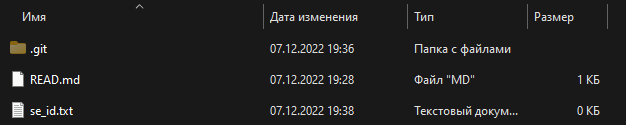 Имя Дата изменения Тип Размер
.git 07.12.2022 19:36 Папка с файлами
READ.md 07.12.2022 19:28 Файл "MD" 1 КБ
se_id.txt 07.12.2022 19:38 Текстовый докум... 0 КБ